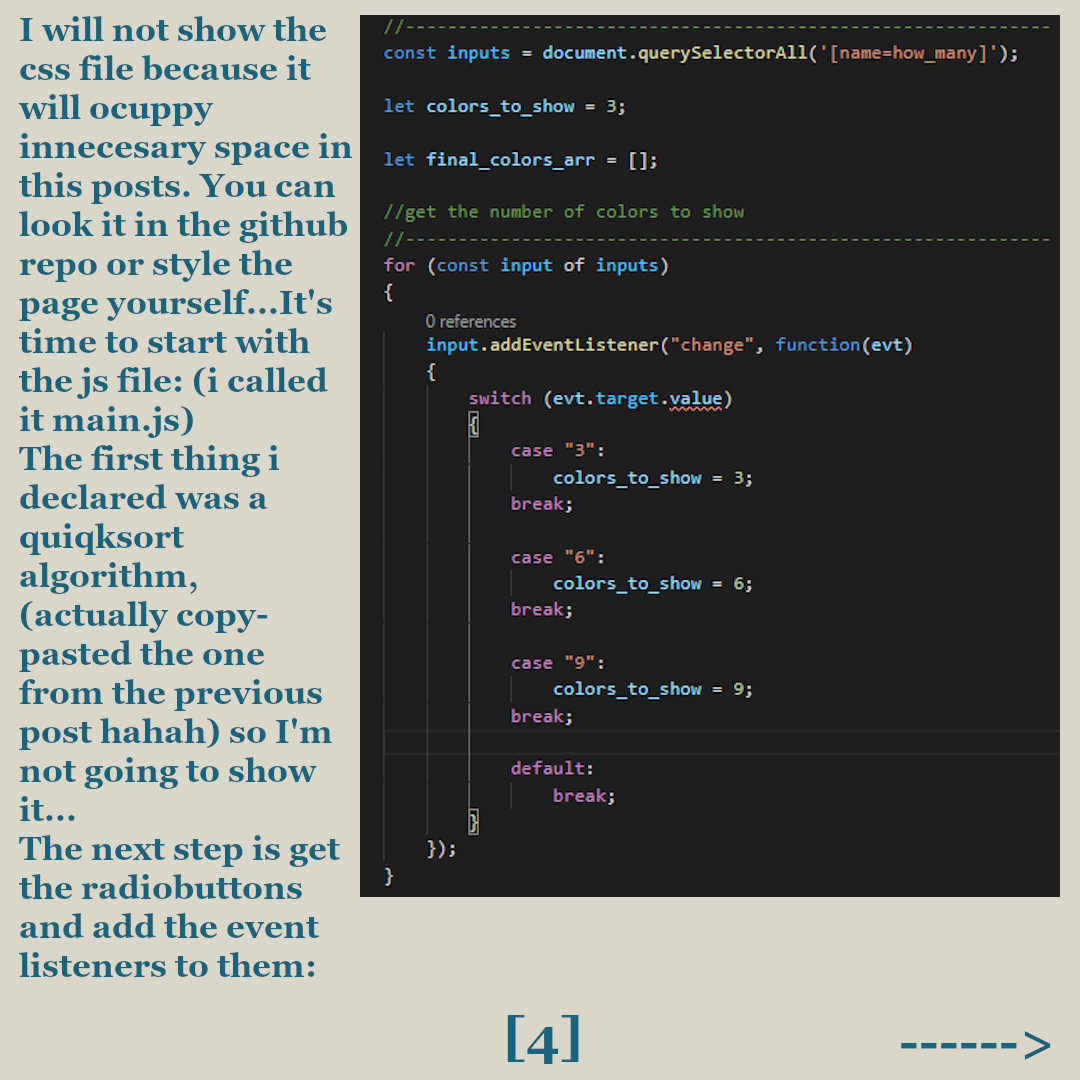 I will not show the
css file because it
will ocuppy
innecesary space in
this posts. You can
look it in the github
repo or style the
page yourself...It's
time to start with
the js file: (i called
it main.js)
The first thing i
declared was a
quiqksort
algorithm,
(actually copy-
pasted the one
from the previous
post hahah) so I'm
not going to show
it...
The next step is get
the radiobuttons
and add the event
listeners to them:
//--------------------------------------------------------------
const inputs = document.querySelectorAll('[name=how_many]');
let colors_to_show = 3;
let final_colors_arr = [];
//get the number of colors to show
//--------------------------------------------------------------
for (const input of inputs)
{
0 references
input.addEventListener("change", function(evt)
{
switch (evt.target.value)
{
case "3":
colors_to_show = 3;
break;
case "6":
colors_to_show = 6;
break;
case "9":
colors_to_show = 9;
break;
default:
break;
}
});
}
[4]
------>